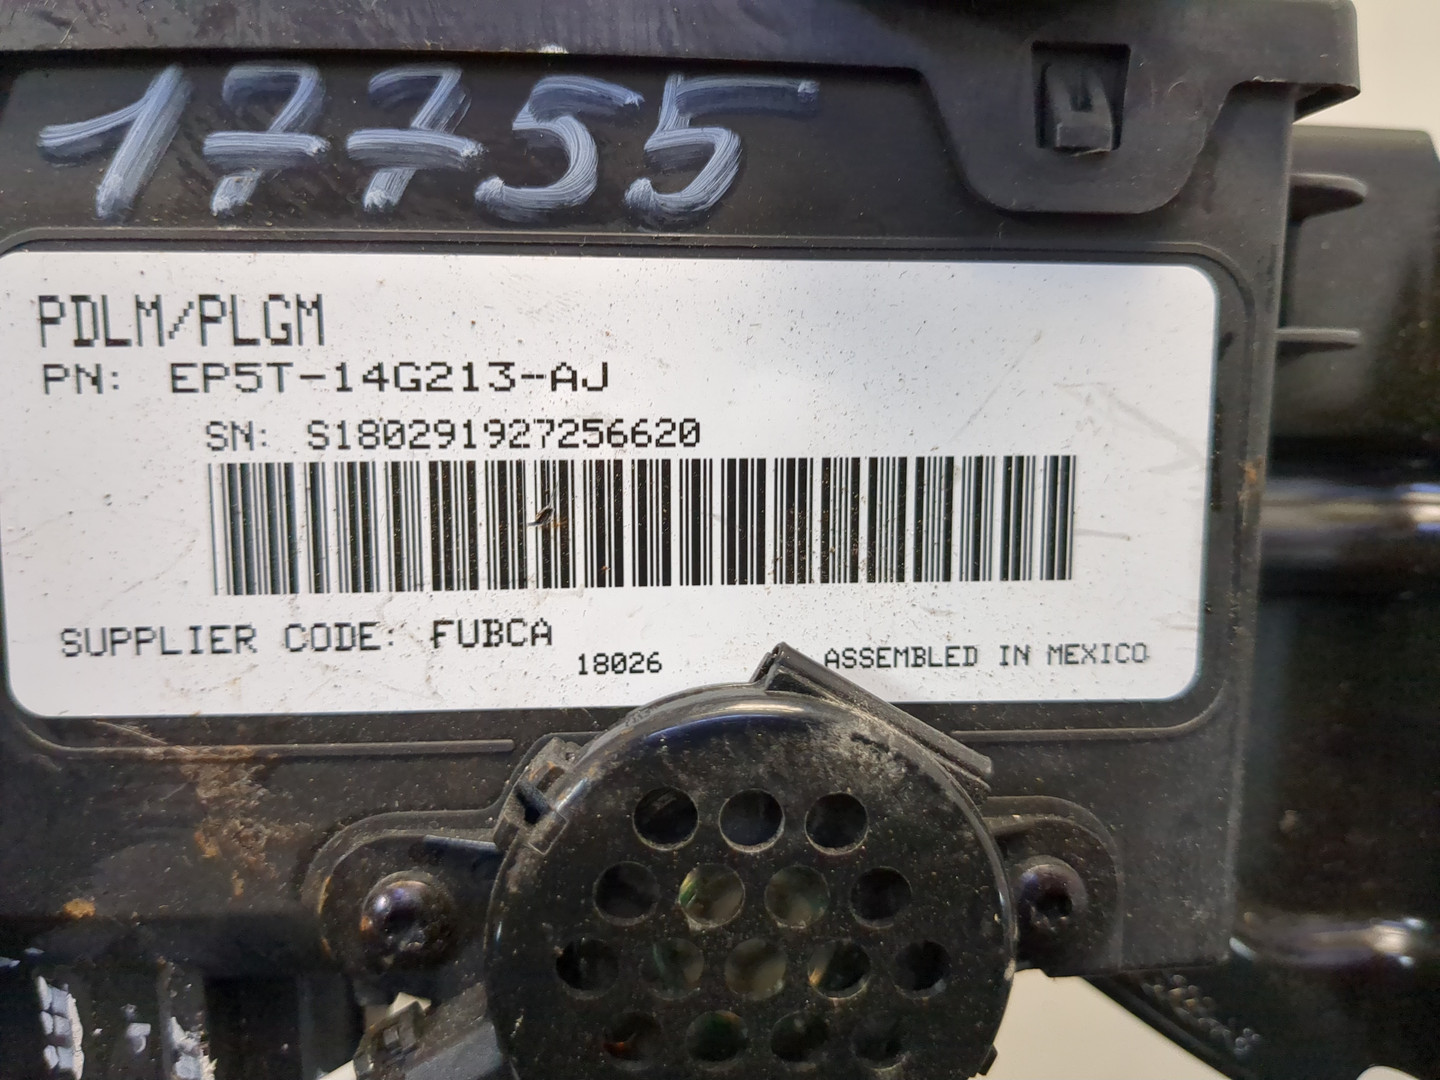 17755
PDLM/PLGM
PN: EP5T-14G213-AJ
SN: S180291927256620
SUPPLIER CODE: FUBCA
18026
ASSEMBLED IN MEXICO